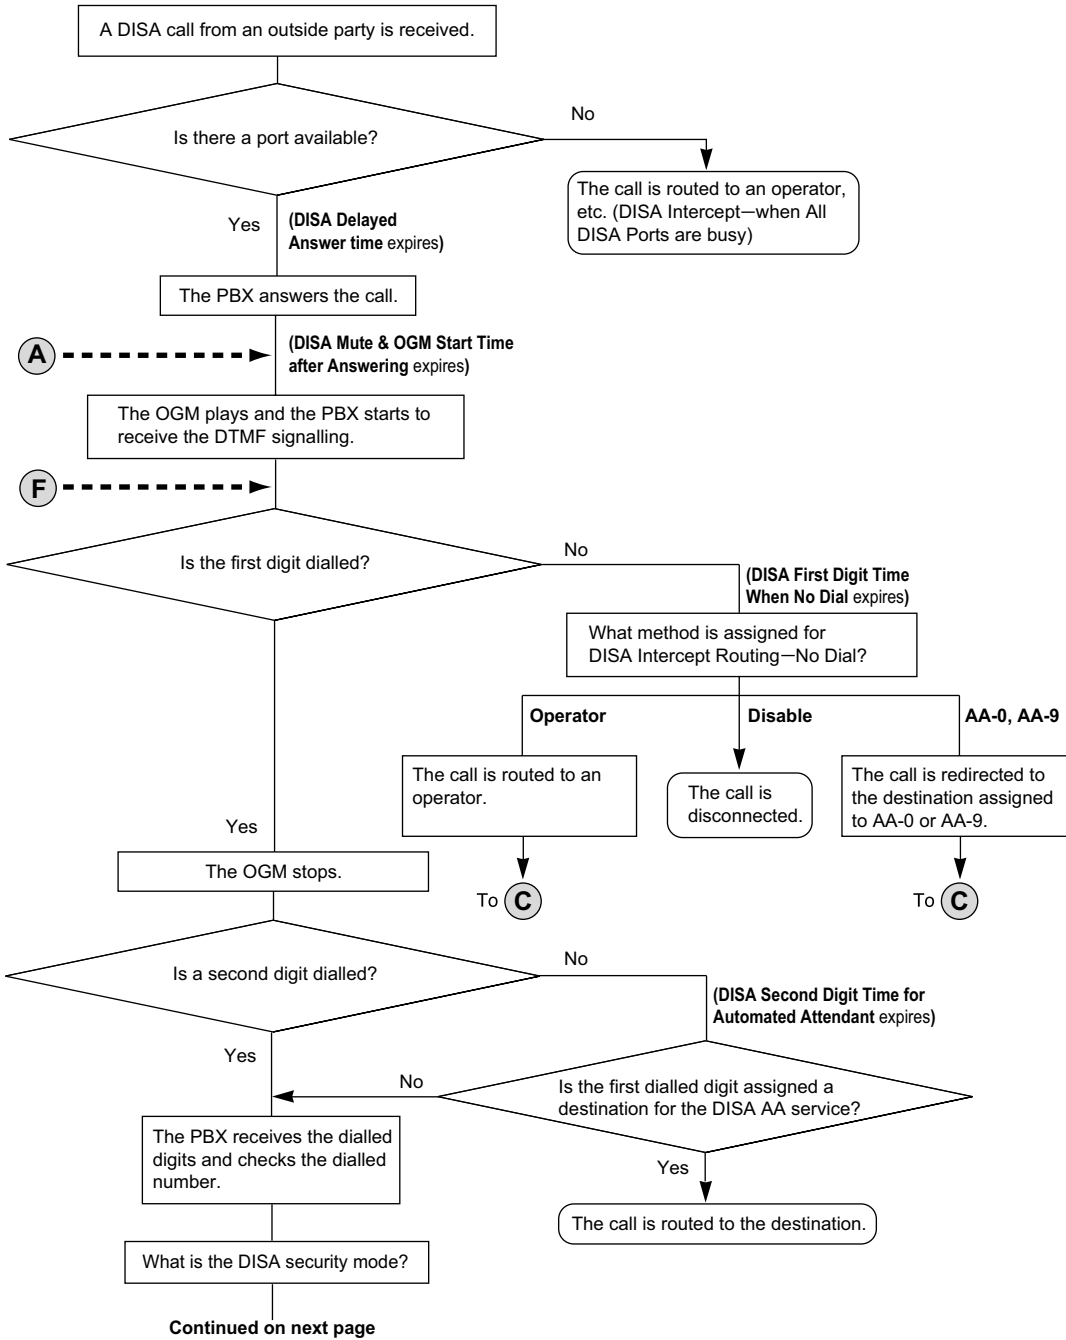 A DISA call from an outside party is received.
Is there a port available?
No
The call is routed to an operator,
etc. (DISA Intercept—when All
DISA Ports are busy)
Yes
(DISA Delayed
Answer time expires)
The PBX answers the call.
A
(DISA Mute & OGM Start Time
after Answering expires)
The OGM plays and the PBX starts to
receive the DTMF signalling.
F
Is the first digit dialled?
No
(DISA First Digit Time
When No Dial expires)
What method is assigned for
DISA Intercept Routing—No Dial?
Operator
Disable
AA-0, AA-9
The call is routed to an
operator.
The call is
disconnected.
The call is redirected to
the destination assigned
to AA-0 or AA-9.
To C
To C
Yes
The OGM stops.
Is a second digit dialled?
No
(DISA Second Digit Time for
Automated Attendant expires)
Yes
No
Is the first dialled digit assigned a
destination for the DISA AA service?
The PBX receives the dialled
digits and checks the dialled
number.
Yes
The call is routed to the destination.
What is the DISA security mode?
Continued on next page